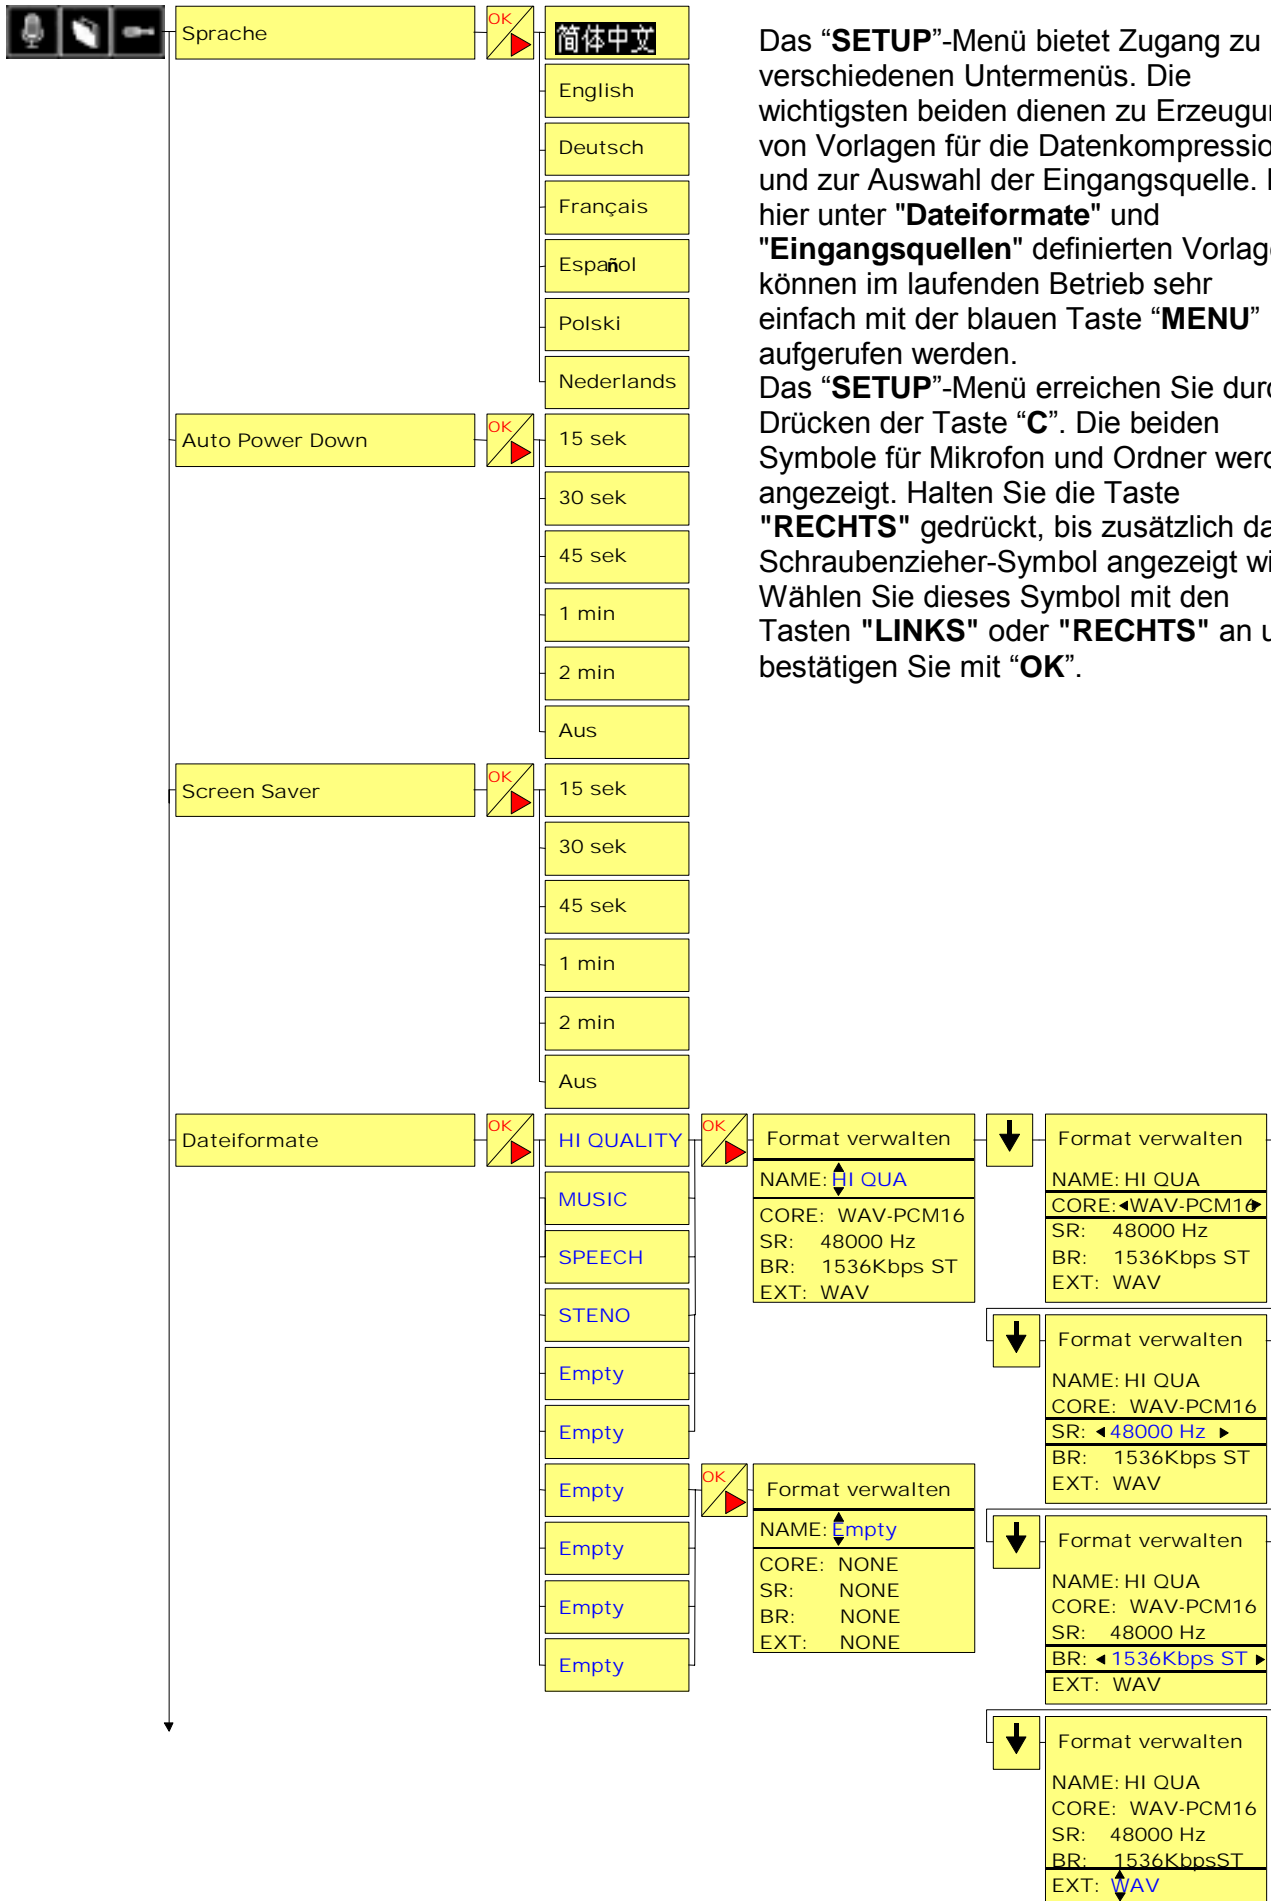 Sprache
OK
简体中文
English
Deutsch
Français
Español
Polski
Nederlands
Das “SETUP”-Menü bietet Zugang zu
verschiedenen Untermenüs. Die
wichtigsten beiden dienen zu
von Vorlagen für die
und zur Auswahl der Eingangsquelle.
hier unter "Dateiformate" und
"Eingangsquellen" definierten
können im laufenden Betrieb sehr
einfach mit der blauen Taste “MENU”
aufgerufen werden.
Das “SETUP”-Menü erreichen Sie
Drücken der Taste “C”. Die beiden
Symbole für Mikrofon und Ordner
angezeigt. Halten Sie die Taste
"RECHTS" gedrückt, bis zusätzlich
Schraubenzieher-Symbol angezeigt
Wählen Sie dieses Symbol mit den
Tasten "LINKS" oder "RECHTS" an
bestätigen Sie mit “OK”.
Auto Power Down
OK
15 sek
30 sek
45 sek
1 min
2 min
Aus
Screen Saver
OK
15 sek
30 sek
45 sek
1 min
2 min
Aus
Dateiformate
OK
HI QUALITY
MUSIC
SPEECH
STENO
Empty
Empty
Empty
Empty
Empty
Empty
OK
Format verwalten
NAME: HI QUA
CORE: WAV-PCM16
SR: 48000 Hz
BR: 1536Kbps ST
EXT: WAV
Format verwalten
NAME: HI QUA
CORE: WAV-PCM16
SR: 48000 Hz
BR: 1536Kbps ST
EXT: WAV
Format verwalten
NAME: HI QUA
CORE: WAV-PCM16
SR: 48000 Hz
BR: 1536Kbps ST
EXT: WAV
OK
Format verwalten
NAME: Empty
CORE: NONE
SR: NONE
BR: NONE
EXT: NONE
Format verwalten
NAME: HI QUA
CORE: WAV-PCM16
SR: 48000 Hz
BR: 1536Kbps ST
EXT: WAV
Format verwalten
NAME: HI QUA
CORE: WAV-PCM16
SR: 48000 Hz
BR: 1536KbpsST
EXT: WAV